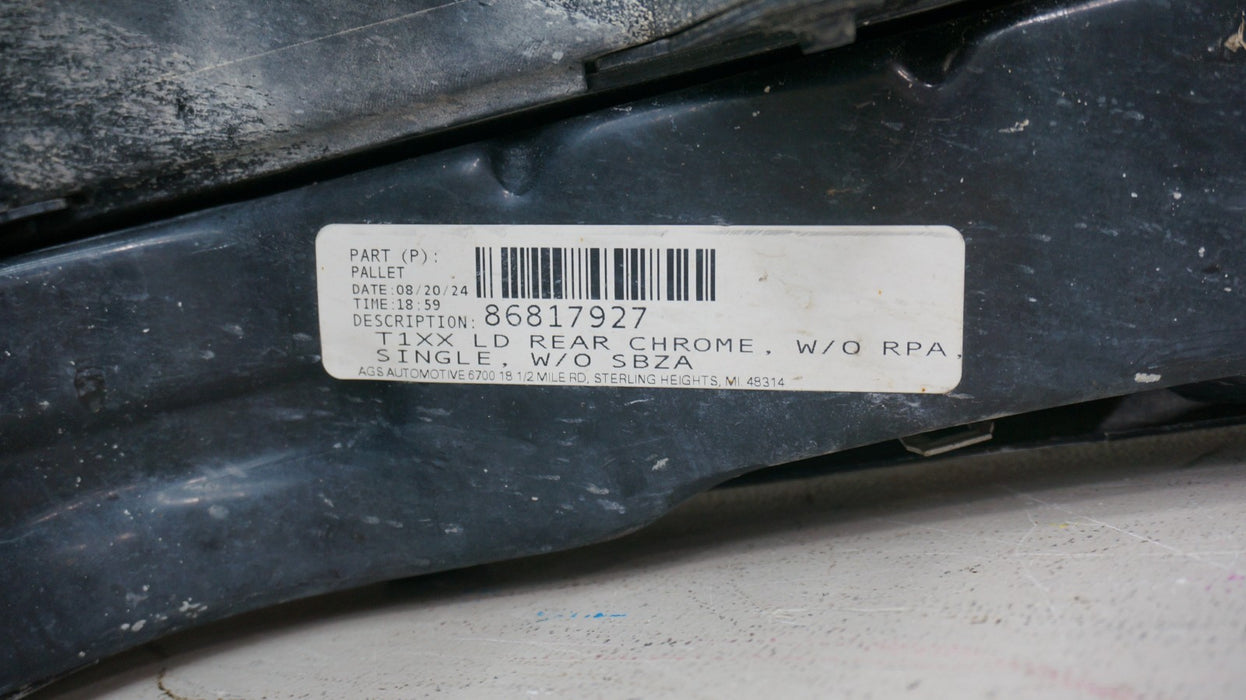 PART (P):
PALLET
DATE:08/20/24
TIME:18:59
DESCRIPTION: 86817927
T1XX LD REAR CHROME, W/O RPA,
SINGLE, W/O SBZA
AGS AUTOMOTIVE 6700 18 1/2 MILE RD, STERLING HEIGHTS, MI 48314